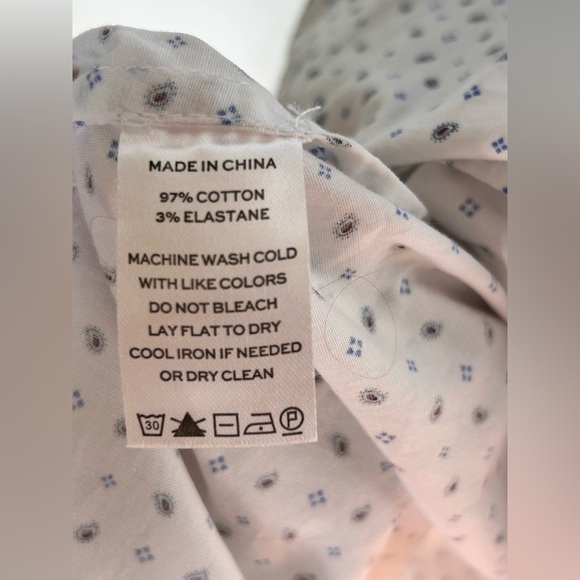 MADE IN CHINA
97% COTTON
3% ELASTANE
MACHINE WASH COLD
WITH LIKE COLORS
DO NOT BLEACH
LAY FLAT TO DRY
COOL IRON IF NEEDED
OR DRY CLEAN
30 P